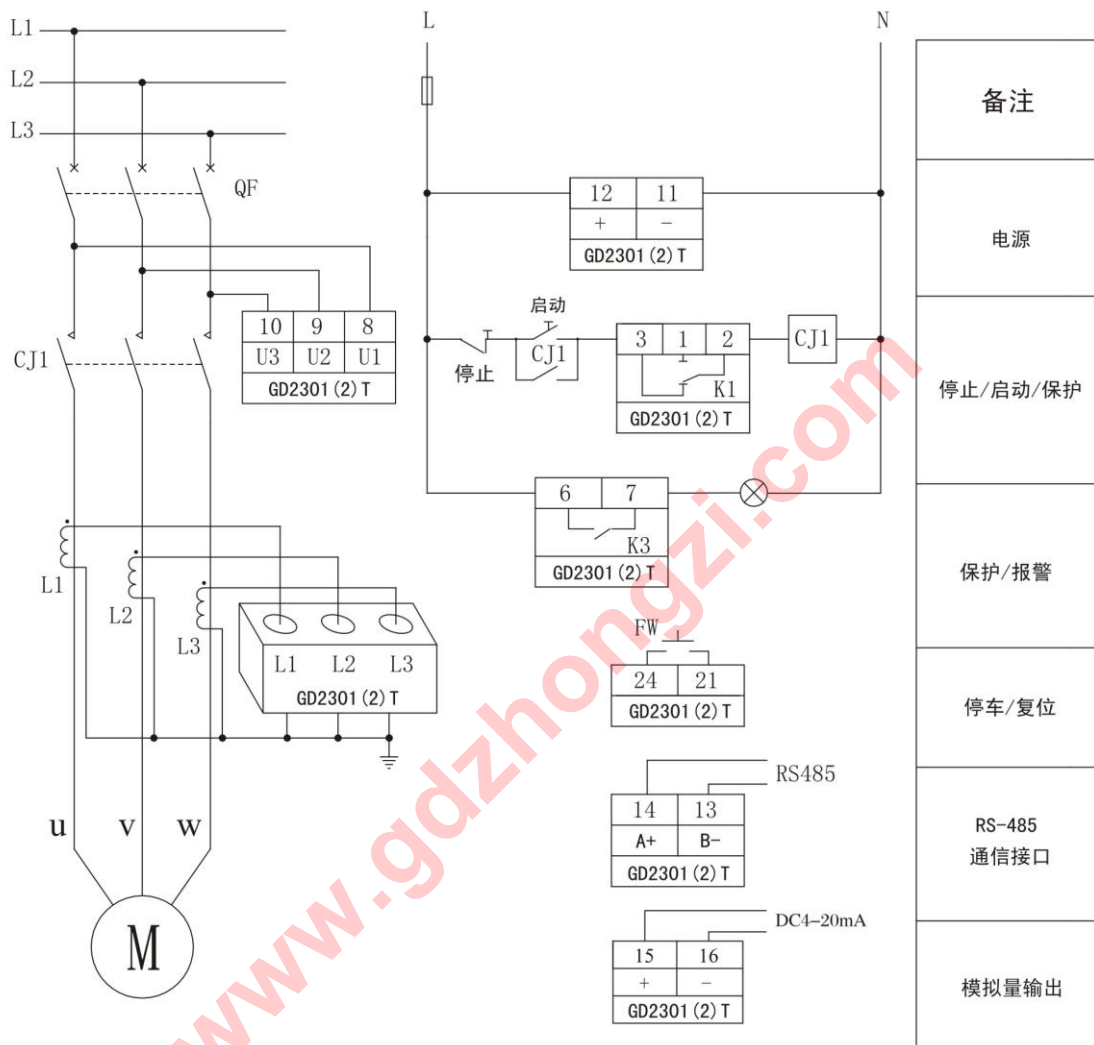 L1
L2
L3
QF
10 9 8
U3 U2 U1
GD2301(2)T
CJ1
L1
L2
L3
L1 L2 L3
GD2301(2)T
u v w
M
L N
12 11
+ −
GD2301(2)T
启动
停止
CJ1
3 1 2
K1
GD2301(2)T
CJ1
6 7
K3
GD2301(2)T
FW
24 21
GD2301(2)T
RS485
14 13
A+ B-
GD2301(2)T
DC4-20mA
15 16
+ −
GD2301(2)T
备注
电源
停止/启动/保护
保护/报警
停车/复位
RS-485
通信接口
模拟量输出
www.gdzhongzi.com